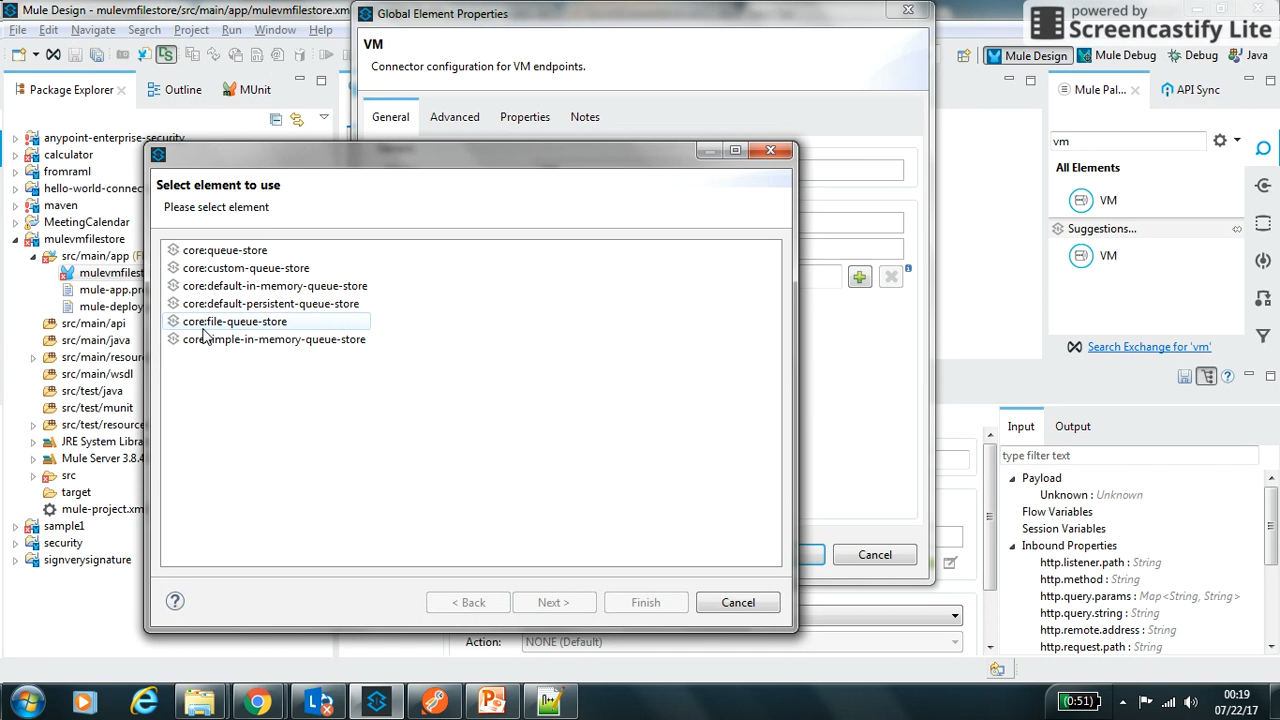 Mule Design - mulevmfilestore/src/main/app/mulevmfilestore.xm
Global Element Properties
powered by
Screencastify Lite
File Edit Navigate Search Project Run Window Help
VM
Connector configuration for VM endpoints.
Mule Design
Mule Debug
Debug
Java
Package Explorer
Outline
MUnit
General
Advanced
Properties
Notes
Mule Pal...
API Sync
vm
All Elements
VM
Suggestions...
VM
Search Exchange for 'vm'
anypoint-enterprise-security
calculator
fromraml
hello-world-connec
maven
MeetingCalendar
mulevmfilestore
src/main/app
mulevmfilest
mule-app.pr
mule-deploy
src/main/api
src/main/java
src/main/resour
src/main/wsdl
src/test/java
src/test/munit
src/test/resource
JRE System Libra
Mule Server 3.8.4
src
target
mule-project.xm
sample1
security
signverysignature
Select element to use
Please select element
core:queue-store
core:custom-queue-store
core:default-in-memory-queue-store
core:default-persistent-queue-store
core:file-queue-store
core:simple-in-memory-queue-store
< Back
Next >
Finish
Cancel
Cancel
Action:
NONE (Default)
Input
Output
type filter text
Payload
Unknown : Unknown
Flow Variables
Session Variables
Inbound Properties
http.listener.path : String
http.method : String
http.query.params : Map<String, String>
http.query.string : String
http.remote.address : String
http.request.path : String
(0:51)
00:19
07/22/17